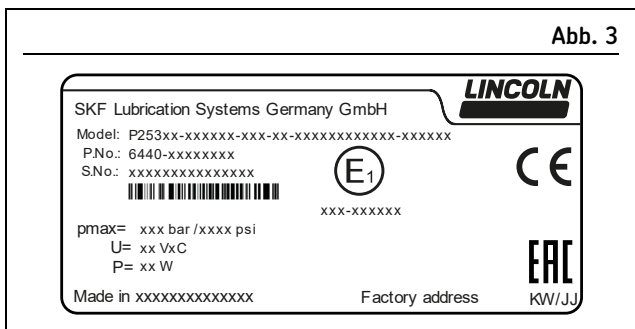 Abb. 3
LINCOLN
SKF Lubrication Systems Germany GmbH
Model: P253xx-xxxxxx-xxx-xx-xxxxxxxxxxxx-xxxxxx
P.No.: 6440-xxxxxxxx
S.No.: xxxxxxxxxxxxxxx
E1
CE
xxx-xxxxxx
pmax= xxx bar /xxxx psi
U= xx VxC
P= xx W
EAC
Made in xxxxxxxxxxxxxx Factory address KW/JJ